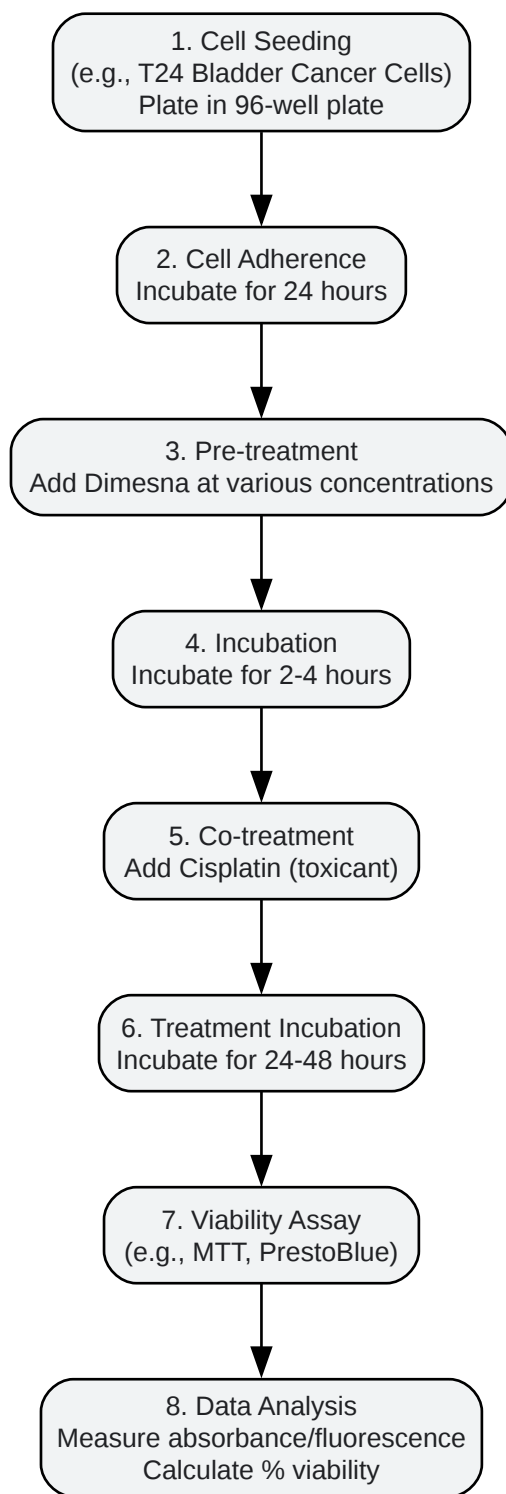 1. Cell Seeding
(e.g., T24 Bladder Cancer Cells)
Plate in 96-well plate
2. Cell Adherence
Incubate for 24 hours
3. Pre-treatment
Add Dimesna at various concentrations
4. Incubation
Incubate for 2-4 hours
5. Co-treatment
Add Cisplatin (toxicant)
6. Treatment Incubation
Incubate for 24-48 hours
7. Viability Assay
(e.g., MTT, PrestoBlue)
8. Data Analysis
Measure absorbance/fluorescence
Calculate % viability